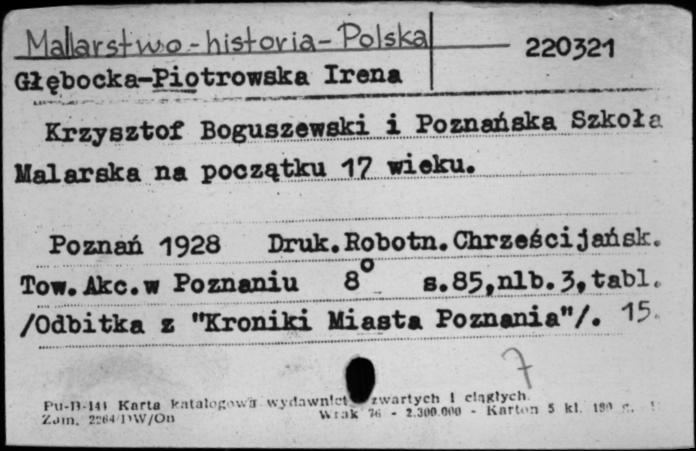 Malarstwo - historia - Polska
220321
Głębocka-Piotrowska Irena
Krzysztof Boguszewski i Poznańska Szkoła
Malarska na początku 17 wieku.
Poznań 1928 Druk.Robotn.Chrześcijańsk.
Tow.Akc.w Poznaniu 8° s.85,nlb.3,tabl.
/Odbitka z "Kroniki Miasta Poznania"/. 15.
7
Pu-D-141 Karta katalogowa wydawnict zwartych i ciągłych.
Zam. 2264/DW/On Wrak 76 - 2.300.000 - Karton 5 kl. 180 g.